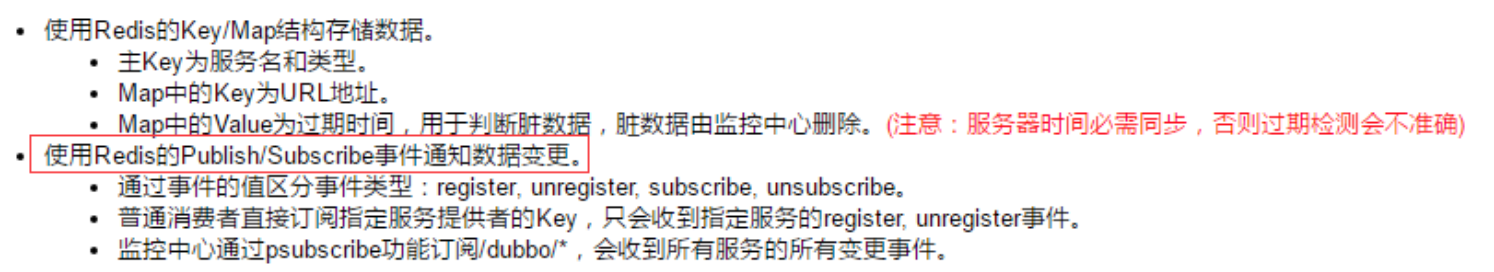 使用Redis的Key/Map结构存储数据。
主Key为服务名和类型。
Map中的Key为URL地址。
Map中的Value为过期时间，用于判断脏数据，脏数据由监控中心删除。(注意：服务器时间必需同步，否则过期检测会不准确)
使用Redis的Publish/Subscribe事件通知数据变更。
通过事件的值区分事件类型：register, unregister, subscribe, unsubscribe。
普通消费者直接订阅指定服务提供者的Key，只会收到指定服务的register, unregister事件。
监控中心通过psubscribe功能订阅/dubbo/*，会收到所有服务的所有变更事件。